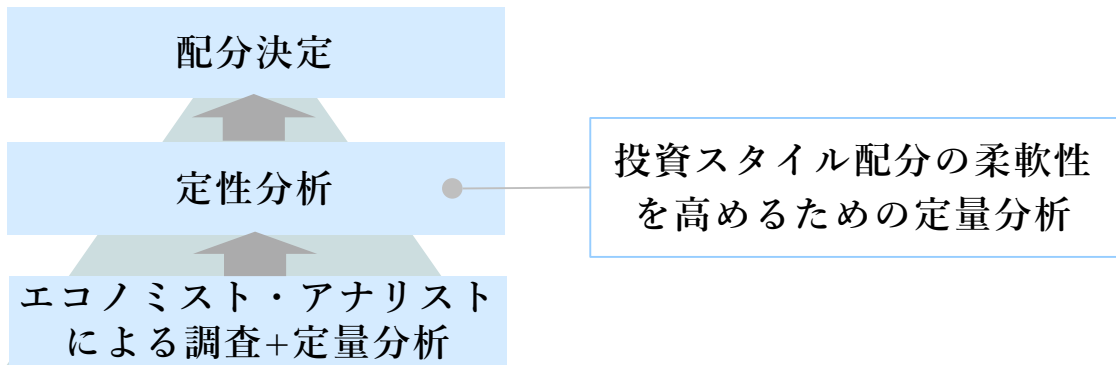 配分決定
定性分析
投資スタイル配分の柔軟性
を高めるための定量分析
エコノミスト・アナリスト
による調査+定量分析